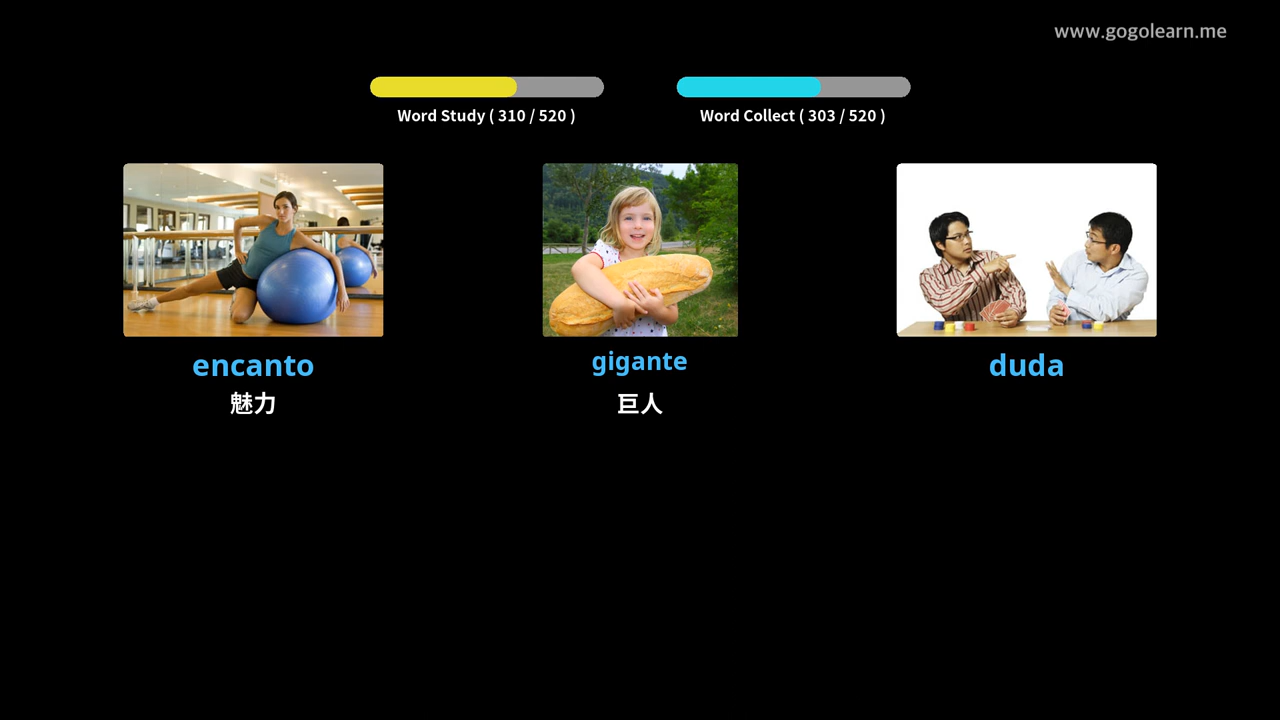 www.gogolearn.me
Word Study ( 310 / 520 )
Word Collect ( 303 / 520 )
encanto
魅力
gigante
巨人
duda